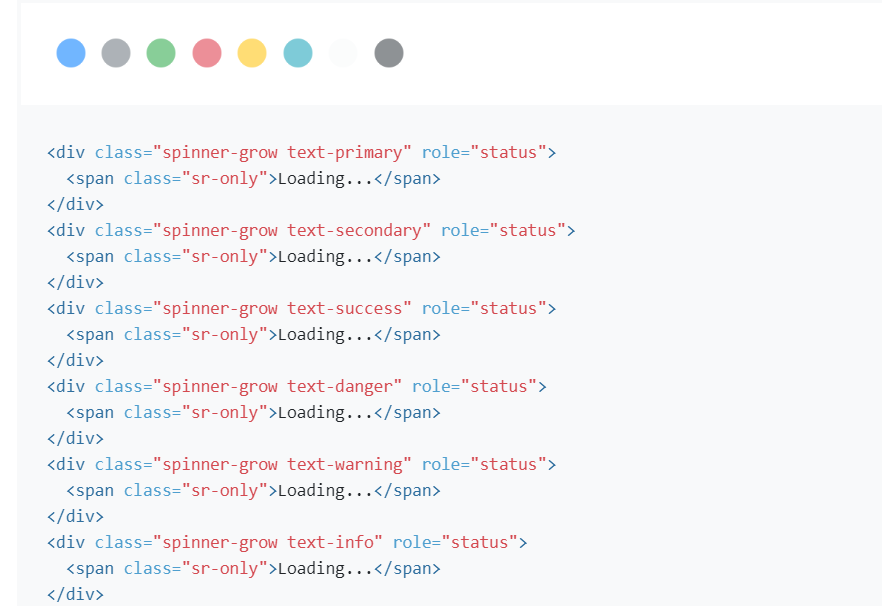 <div class="spinner-grow text-primary" role="status">
  <span class="sr-only">Loading...</span>
</div>
<div class="spinner-grow text-secondary" role="status">
  <span class="sr-only">Loading...</span>
</div>
<div class="spinner-grow text-success" role="status">
  <span class="sr-only">Loading...</span>
</div>
<div class="spinner-grow text-danger" role="status">
  <span class="sr-only">Loading...</span>
</div>
<div class="spinner-grow text-warning" role="status">
  <span class="sr-only">Loading...</span>
</div>
<div class="spinner-grow text-info" role="status">
  <span class="sr-only">Loading...</span>
</div>